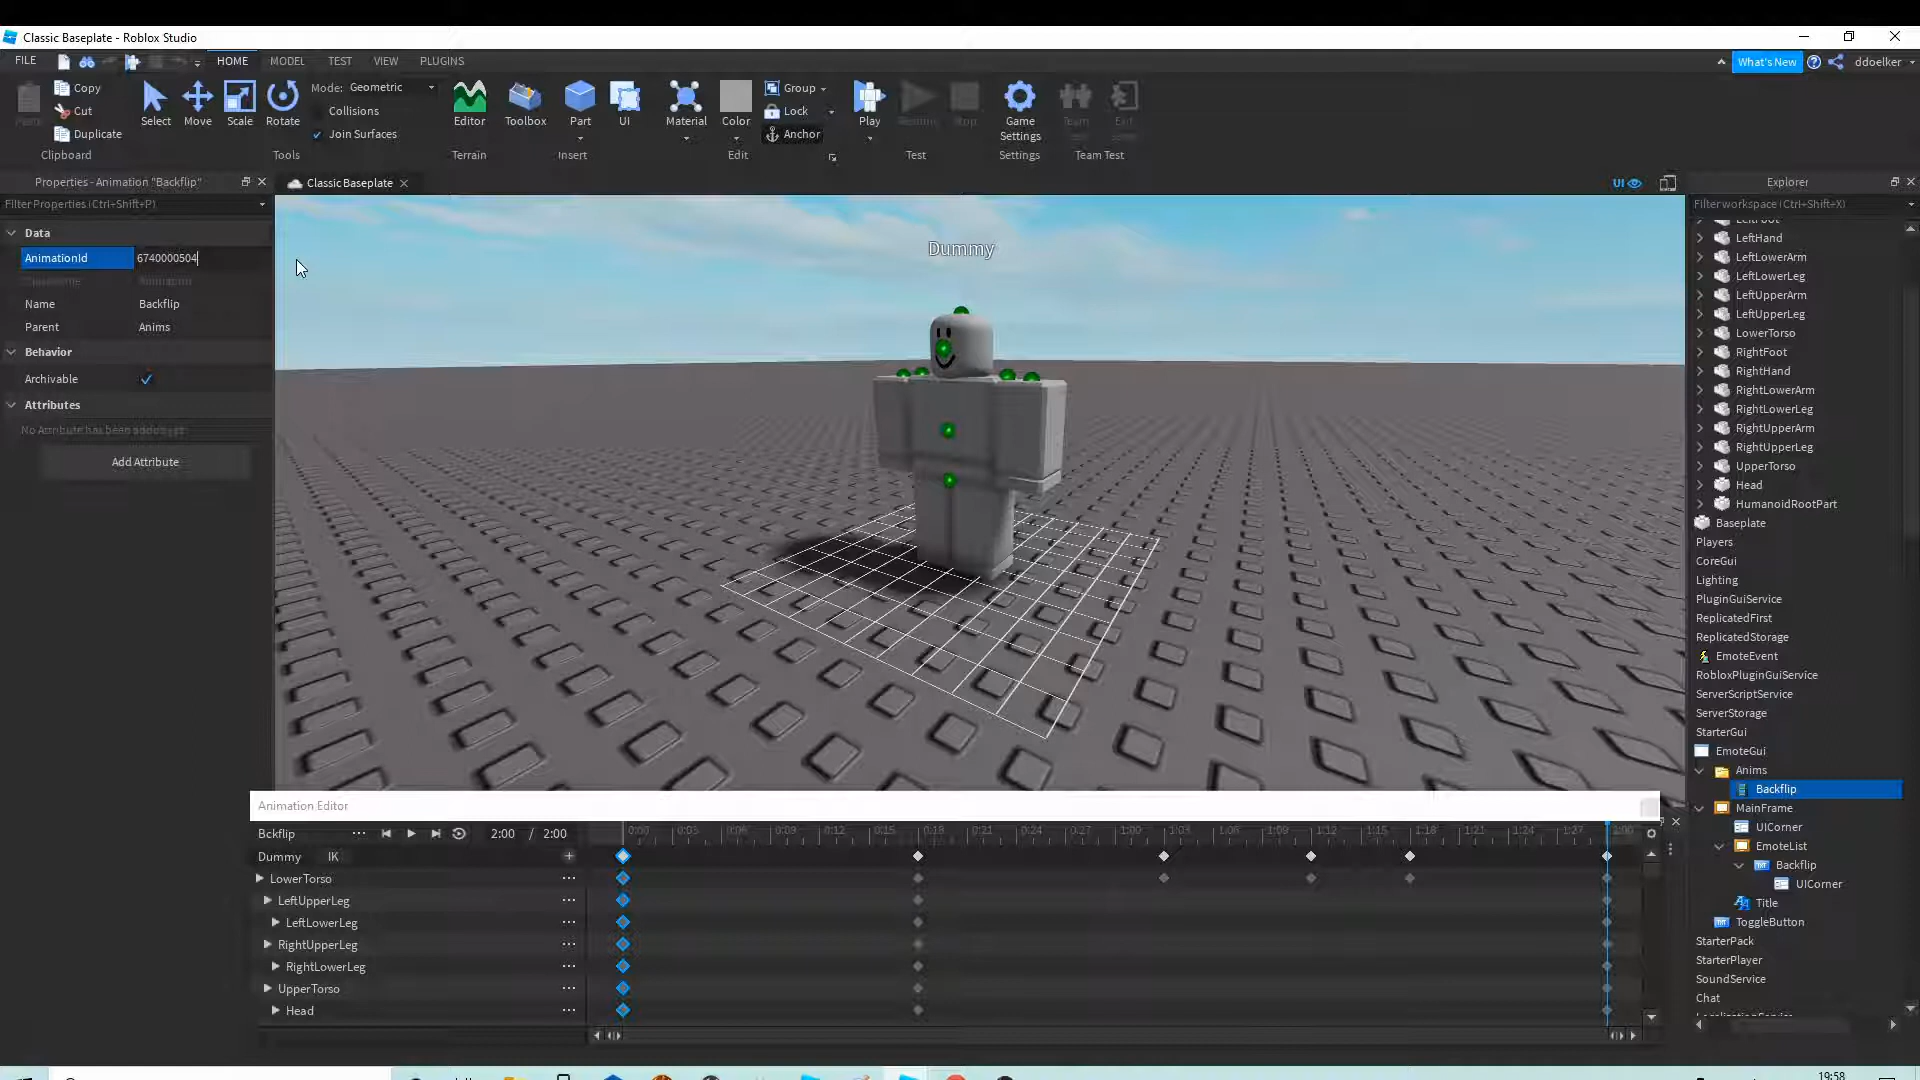 Classic Baseplate - Roblox Studio
FILE
HOME
MODEL
TEST
VIEW
PLUGINS
What's New
ddoelker
Copy
Cut
Duplicate
Clipboard
Select
Move
Scale
Rotate
Mode: Geometric
Collisions
Join Surfaces
Tools
Editor
Terrain
Toolbox
Part
UI
Insert
Material
Color
Group
Lock
Anchor
Edit
Play
Stop
Test
Game
Settings
Settings
Team
Exit
Team Test
Properties - Animation "Backflip"
Filter Properties (Ctrl+Shift+P)
Data
AnimationId 6740000504
Name Backflip
Parent Anims
Behavior
Archivable
Attributes
No Attribute has been added yet
Add Attribute
Classic Baseplate
UI
Dummy
Explorer
Filter workspace (Ctrl+Shift+X)
LeftFoot
LeftHand
LeftLowerArm
LeftLowerLeg
LeftUpperArm
LeftUpperLeg
LowerTorso
RightFoot
RightHand
RightLowerArm
RightLowerLeg
RightUpperArm
RightUpperLeg
UpperTorso
Head
HumanoidRootPart
Baseplate
Players
CoreGui
Lighting
PluginGuiService
ReplicatedFirst
ReplicatedStorage
EmoteEvent
RobloxPluginGuiService
ServerScriptService
ServerStorage
StarterGui
EmoteGui
Anims
Backflip
MainFrame
UICorner
EmoteList
Backflip
UICorner
Title
ToggleButton
StarterPack
StarterPlayer
SoundService
Chat
Animation Editor
Bckflip
2:00 / 2:00
0:00 0:03 0:06 0:09 0:12 0:15 0:18 0:21 0:24 0:27 1:00 1:03 1:06 1:09 1:12 1:15 1:18 1:21 1:24 1:27 2:00
Dummy IK
LowerTorso
LeftUpperLeg
LeftLowerLeg
RightUpperLeg
RightLowerLeg
UpperTorso
Head
19:58